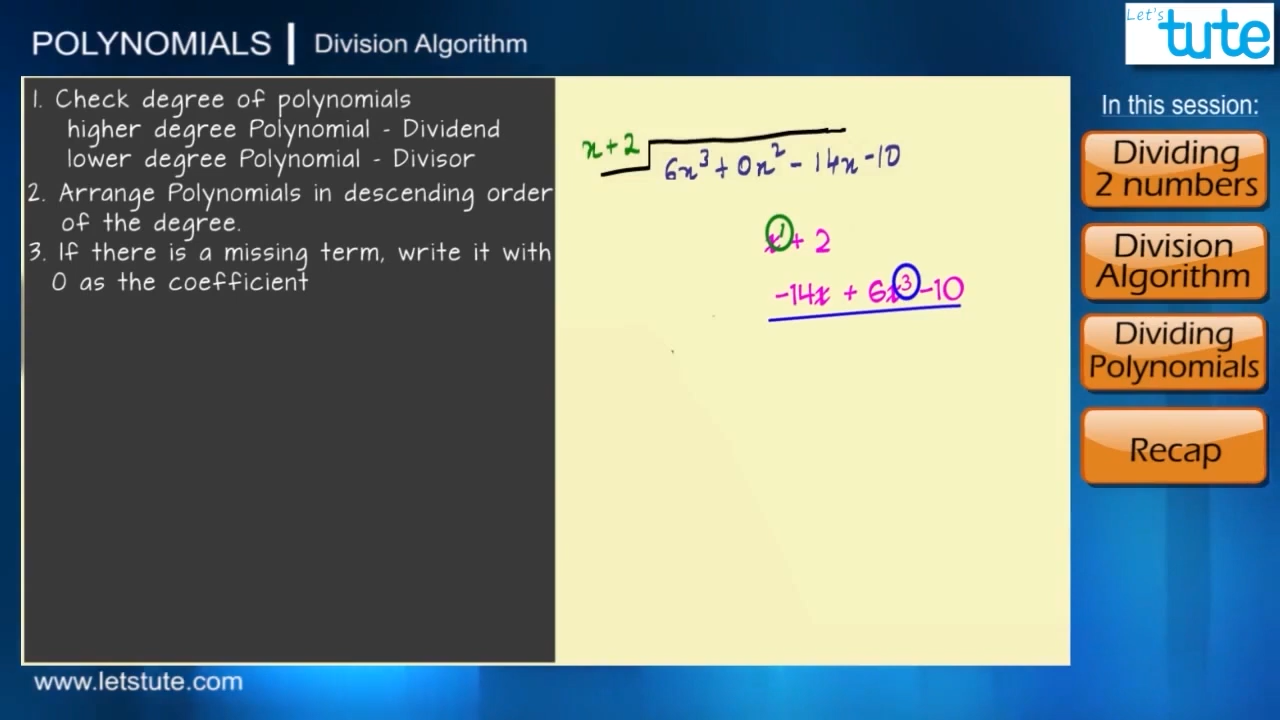 POLYNOMIALS | Division Algorithm
Let's tute
1. Check degree of polynomials
higher degree Polynomial - Dividend
lower degree Polynomial - Divisor
2. Arrange Polynomials in descending order
of the degree.
3. If there is a missing term, write it with
0 as the coefficient
x + 2
6x³ + 0x² - 14x - 10
x¹ + 2
-14x + 6x³ - 10
In this session:
Dividing
2 numbers
Division
Algorithm
Dividing
Polynomials
Recap
www.letstute.com